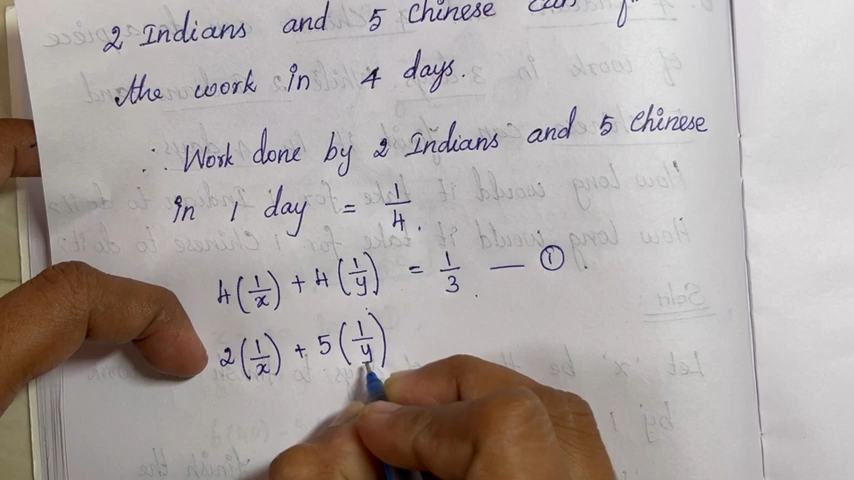 2 Indians and 5 Chinese can
the work in 4 days.
∴ Work done by 2 Indians and 5 Chinese
in 1 day = 1/4.
4(1/x) + 4(1/y) = 1/3 — ①
2(1/x) + 5(1/y)